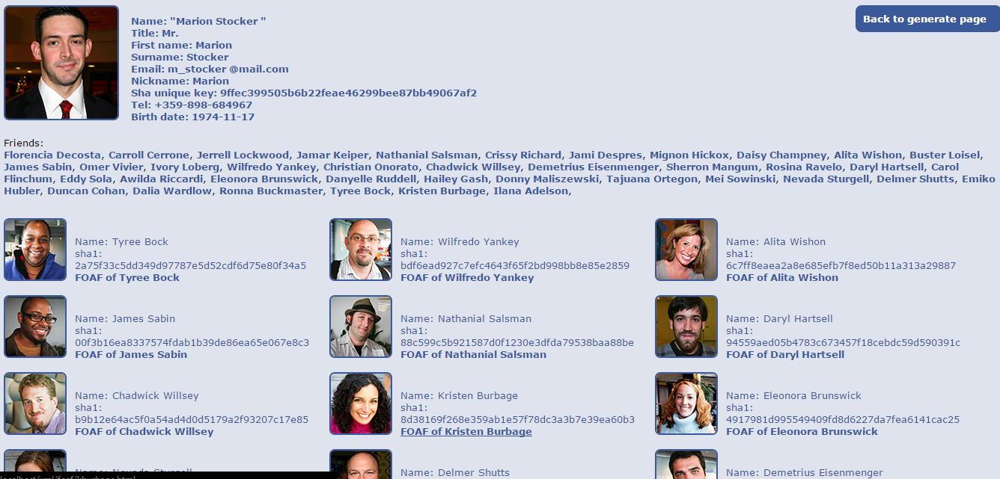 Back to generate page
Name: "Marion Stocker "
Title: Mr.
First name: Marion
Surname: Stocker
Email: m_stocker @mail.com
Nickname: Marion
Sha unique key: 9ffec399505b6b22feae46299bee87bb49067af2
Tel: +359-898-684967
Birth date: 1974-11-17
Friends:
Florencia Decosta, Carroll Cerrone, Jerrell Lockwood, Jamar Keiper, Nathanial Salsman, Crissy Richard, Jami Despres, Mignon Hickox, Daisy Champney, Alita Wishon, Buster Loisel,
James Sabin, Omer Vivier, Ivory Loberg, Wilfredo Yankey, Christian Onorato, Chadwick Willsey, Demetrius Eisenmenger, Sherron Mangum, Rosina Ravelo, Daryl Hartsell, Carol
Flinchum, Eddy Sola, Awilda Riccardi, Eleonora Brunswick, Danyelle Ruddell, Hailey Gash, Donny Maliszewski, Tajuana Ortegon, Mei Sowinski, Nevada Sturgell, Delmer Shutts, Emiko
Hubler, Duncan Cohan, Dalia Wardlow, Ronna Buckmaster, Tyree Bock, Kristen Burbage, Ilana Adelson,
Name: Tyree Bock
sha1:
2a75f33c5dd349d97787e5d52cdf6d75e80f34a5
FOAF of Tyree Bock
Name: Wilfredo Yankey
sha1:
bdf6ead927c7efc4643f65f2bd998bb8e85e2859
FOAF of Wilfredo Yankey
Name: Alita Wishon
sha1:
6c7ff8eaea2a8e685efb7f8ed50b11a313a29887
FOAF of Alita Wishon
Name: James Sabin
sha1:
00f3b16ea8337574fdab1b39de86ea65e067e8c3
FOAF of James Sabin
Name: Nathanial Salsman
sha1:
88c599c5b921587d0f1230e3dfda79538baa88be
FOAF of Nathanial Salsman
Name: Daryl Hartsell
sha1:
94559aed05b4783c673457f18cebdc59d590391c
FOAF of Daryl Hartsell
Name: Chadwick Willsey
sha1:
b9b12e64ac5f0a54ad4d0d5179a2f93207c17e85
FOAF of Chadwick Willsey
Name: Kristen Burbage
sha1:
8d38169f268e359ab1e57f78dc3a3b7e39ea60b3
FOAF of Kristen Burbage
Name: Eleonora Brunswick
sha1:
4917981d995549409fd8d6227da7fea6141cac25
FOAF of Eleonora Brunswick
Name: Nevada Sturgell
Name: Delmer Shutts
Name: Demetrius Eisenmenger